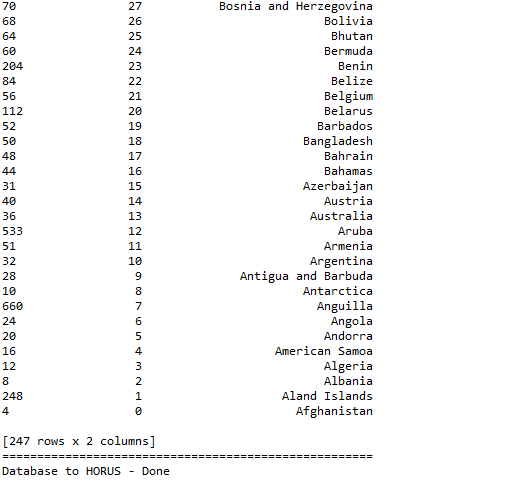 70 27 Bosnia and Herzegovina
68 26 Bolivia
64 25 Bhutan
60 24 Bermuda
204 23 Benin
84 22 Belize
56 21 Belgium
112 20 Belarus
52 19 Barbados
50 18 Bangladesh
48 17 Bahrain
44 16 Bahamas
31 15 Azerbaijan
40 14 Austria
36 13 Australia
533 12 Aruba
51 11 Armenia
32 10 Argentina
28 9 Antigua and Barbuda
10 8 Antarctica
660 7 Anguilla
24 6 Angola
20 5 Andorra
16 4 American Samoa
12 3 Algeria
8 2 Albania
248 1 Aland Islands
4 0 Afghanistan
[247 rows x 2 columns]
=====================================================
Database to HORUS - Done